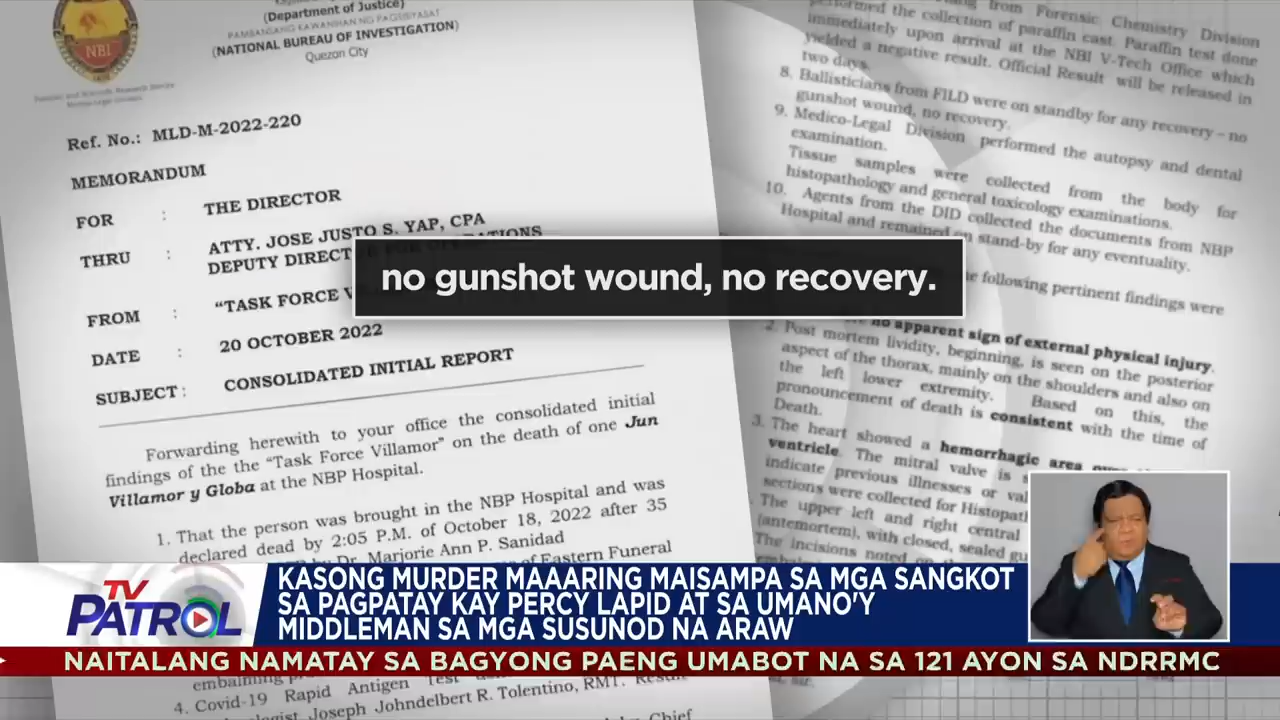 (Department of Justice)
PAMBANSANG KAWANIHAN NG PAGSISIYASAT
(NATIONAL BUREAU OF INVESTIGATION)
Quezon City
NBI
Ref. No.: MLD-M-2022-220
MEMORANDUM
FOR : THE DIRECTOR
THRU : ATTY. JOSE JUSTO S. YAP, CPA
DEPUTY DIRECTOR FOR OPERATIONS
FROM : "TASK FORCE
DATE : 20 OCTOBER 2022
SUBJECT : CONSOLIDATED INITIAL REPORT
Forwarding herewith to your office the consolidated initial
findings of the the "Task Force Villamor" on the death of one Jun
Villamor y Globa at the NBP Hospital.
1. That the person was brought in the NBP Hospital and was
declared dead by 2:05 P.M. of October 18, 2022 after 35
by Dr. Marjorie Ann P. Sanidad
of Eastern Funeral
4. Covid-19 Rapid Antigen Test
Joseph Johndelbert R. Tolentino, RMT.
Chief
from Forensic Chemistry Division
performed the collection of paraffin cast. Paraffin test done
immediately upon arrival at the NBI V-Tech Office which
yielded a negative result. Official Result will be released in
two days.
8. Ballisticians from FILD were on standby for any recovery – no
gunshot wound, no recovery.
9. Medico-Legal Division performed the autopsy and dental
examination.
Tissue samples were collected from the body for
histopathology and general toxicology examinations.
10. Agents from the DID collected the documents from NBP
Hospital and remained on stand-by for any eventuality.
the following pertinent findings were
no apparent sign of external physical injury.
2. Post mortem lividity, beginning, is seen on the posterior
aspect of the thorax, mainly on the shoulders and also on
the left lower extremity. Based on this, the
pronouncement of death is consistent with the time of
Death.
3. The heart showed a hemorrhagic area
ventricle. The mitral valve is
indicate previous illnesses or
sections were collected for
The upper left and right central
(antemortem), with closed, sealed
The incisions noted
no gunshot wound, no recovery.
TV
PATROL
KASONG MURDER MAAARING MAISAMPA SA MGA SANGKOT
SA PAGPATAY KAY PERCY LAPID AT SA UMANO'Y
MIDDLEMAN SA MGA SUSUNOD NA ARAW
NAITALANG NAMATAY SA BAGYONG PAENG UMABOT NA SA 121 AYON SA NDRRMC